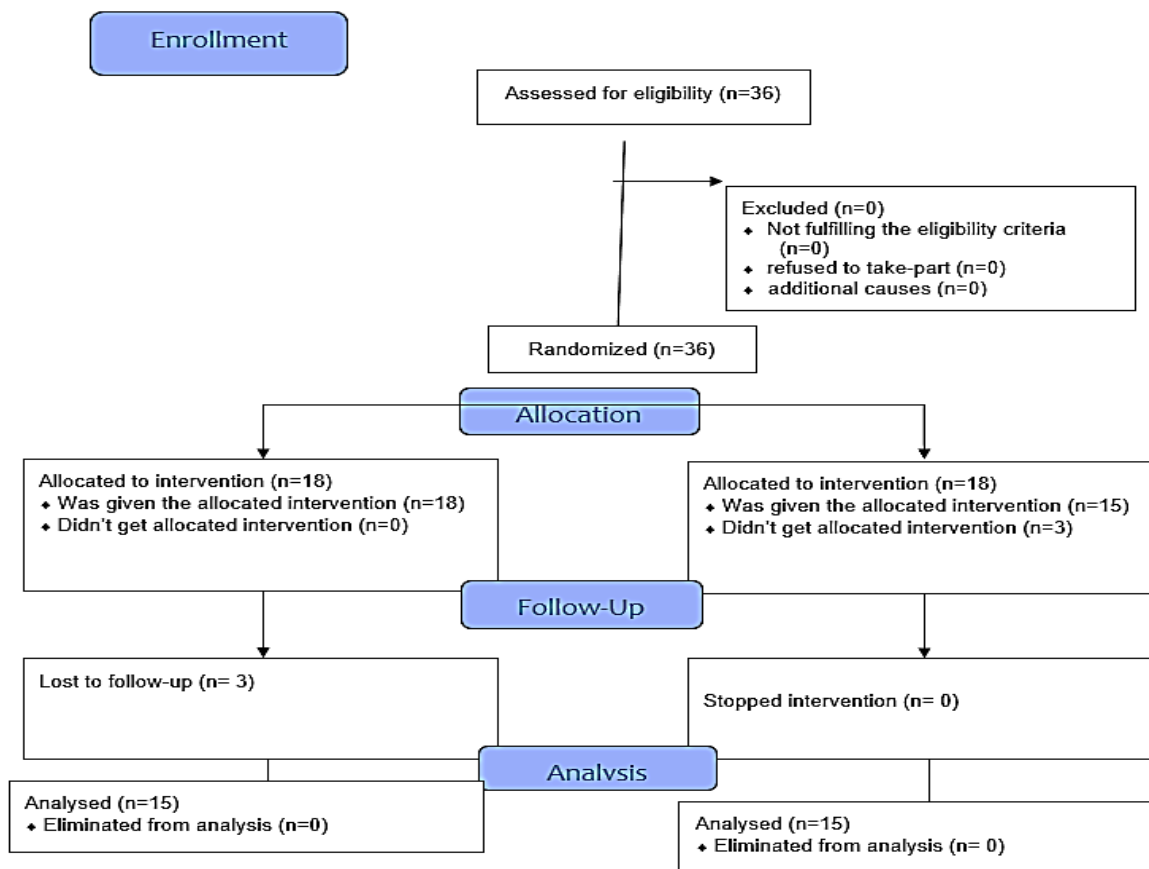 Enrollment
Assessed for eligibility (n=36)
Excluded (n=0)
⬥ Not fulfilling the eligibility criteria
(n=0)
⬥ refused to take-part (n=0)
⬥ additional causes (n=0)
Randomized (n=36)
Allocation
Allocated to intervention (n=18)
⬥ Was given the allocated intervention (n=18)
⬥ Didn't get allocated intervention (n=0)
Allocated to intervention (n=18)
⬥ Was given the allocated intervention (n=15)
⬥ Didn't get allocated intervention (n=3)
Follow-Up
Lost to follow-up (n= 3)
Stopped intervention (n= 0)
Analysis
Analysed (n=15)
⬥ Eliminated from analysis (n=0)
Analysed (n=15)
⬥ Eliminated from analysis (n= 0)